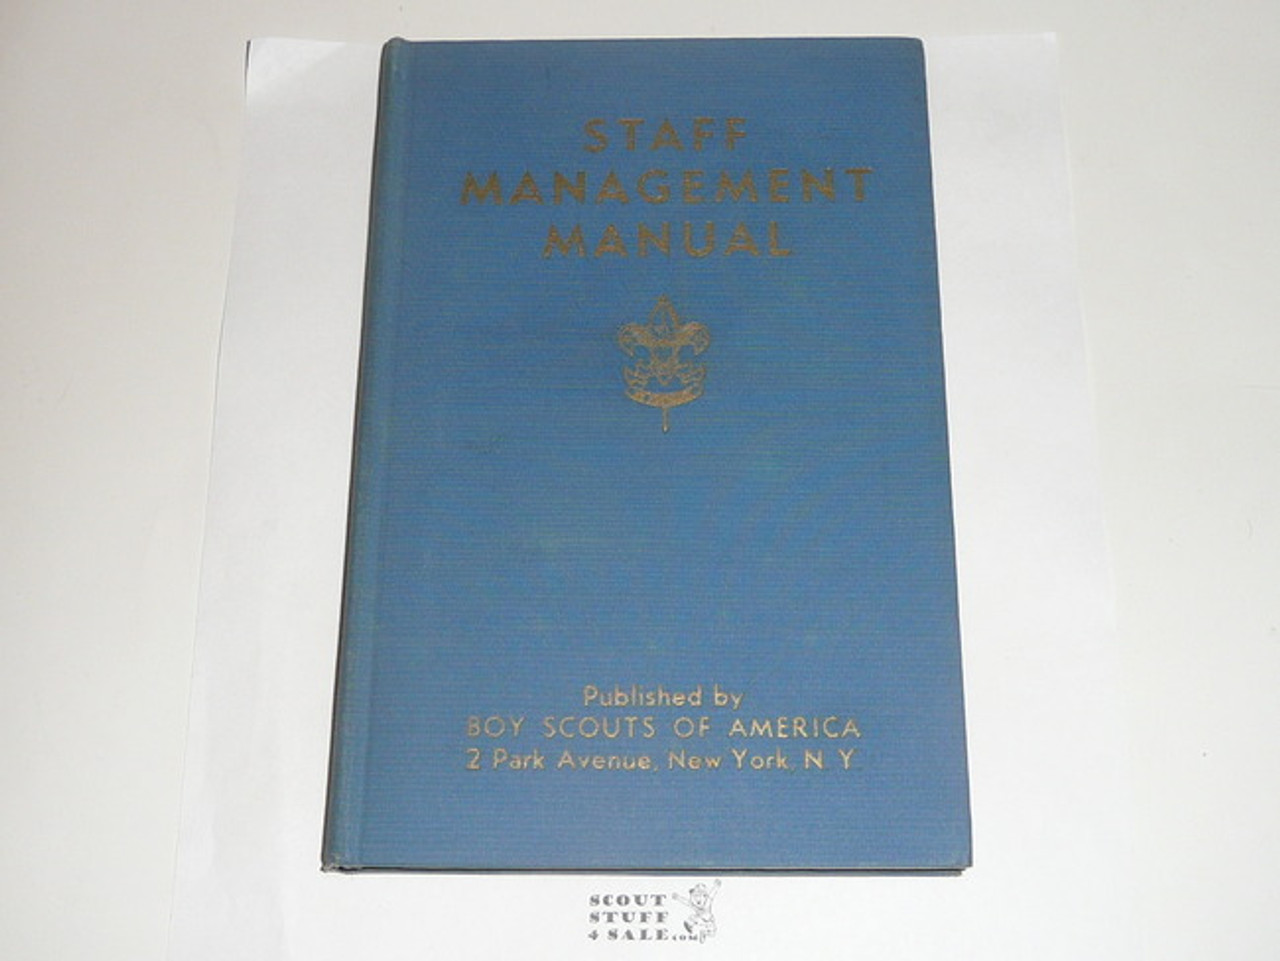 STAFF
MANAGEMENT
MANUAL
Published by
BOY SCOUTS OF AMERICA
2 Park Avenue, New York, N. Y.
SCOUT
STUFF
4 SALE.com